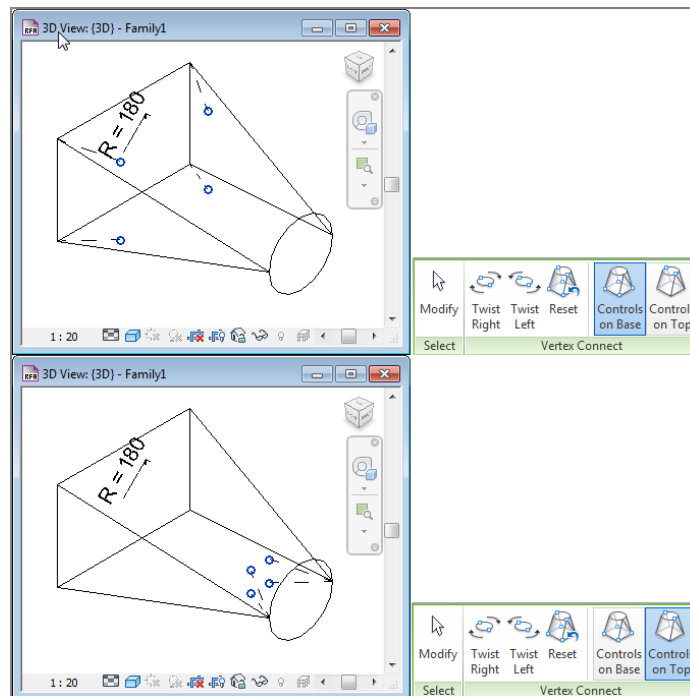 RFA 3D View: {3D} - Family1
R = 180
1 : 20
Modify
Twist Right
Twist Left
Reset
Controls on Base
Controls on Top
Select
Vertex Connect
RFA 3D View: {3D} - Family1
R = 180
1 : 20
Modify
Twist Right
Twist Left
Reset
Controls on Base
Controls on Top
Select
Vertex Connect